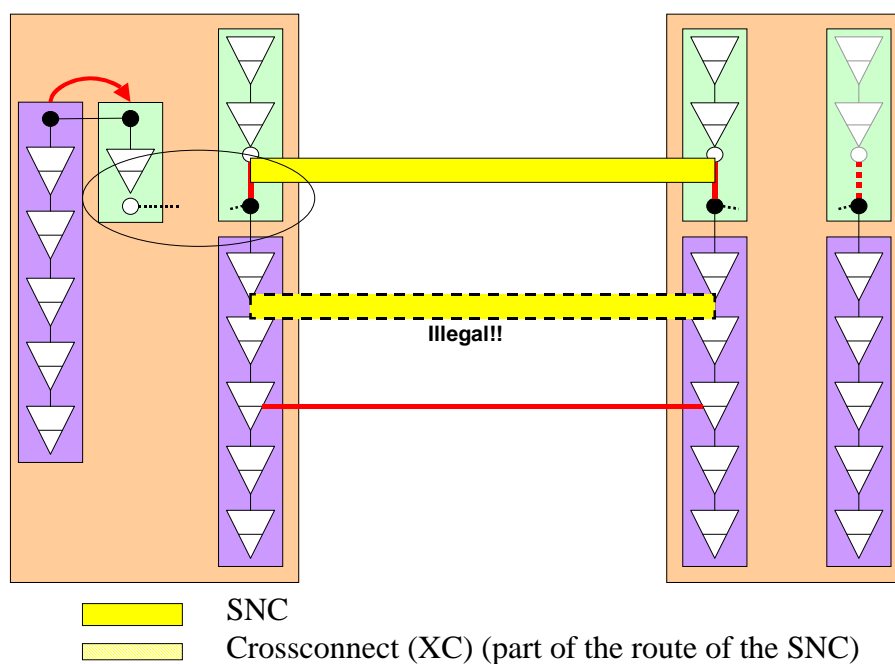 Illegal!!
SNC
Crossconnect (XC) (part of the route of the SNC)